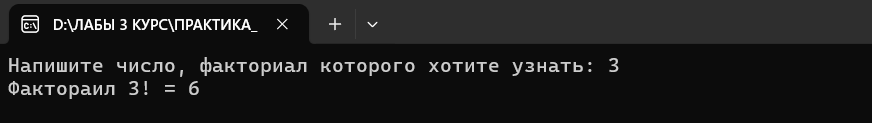 D:\ЛАБЫ 3 КУРС\ПРАКТИКА_
Напишите число, факториал которого хотите узнать: 3
Фактораил 3! = 6